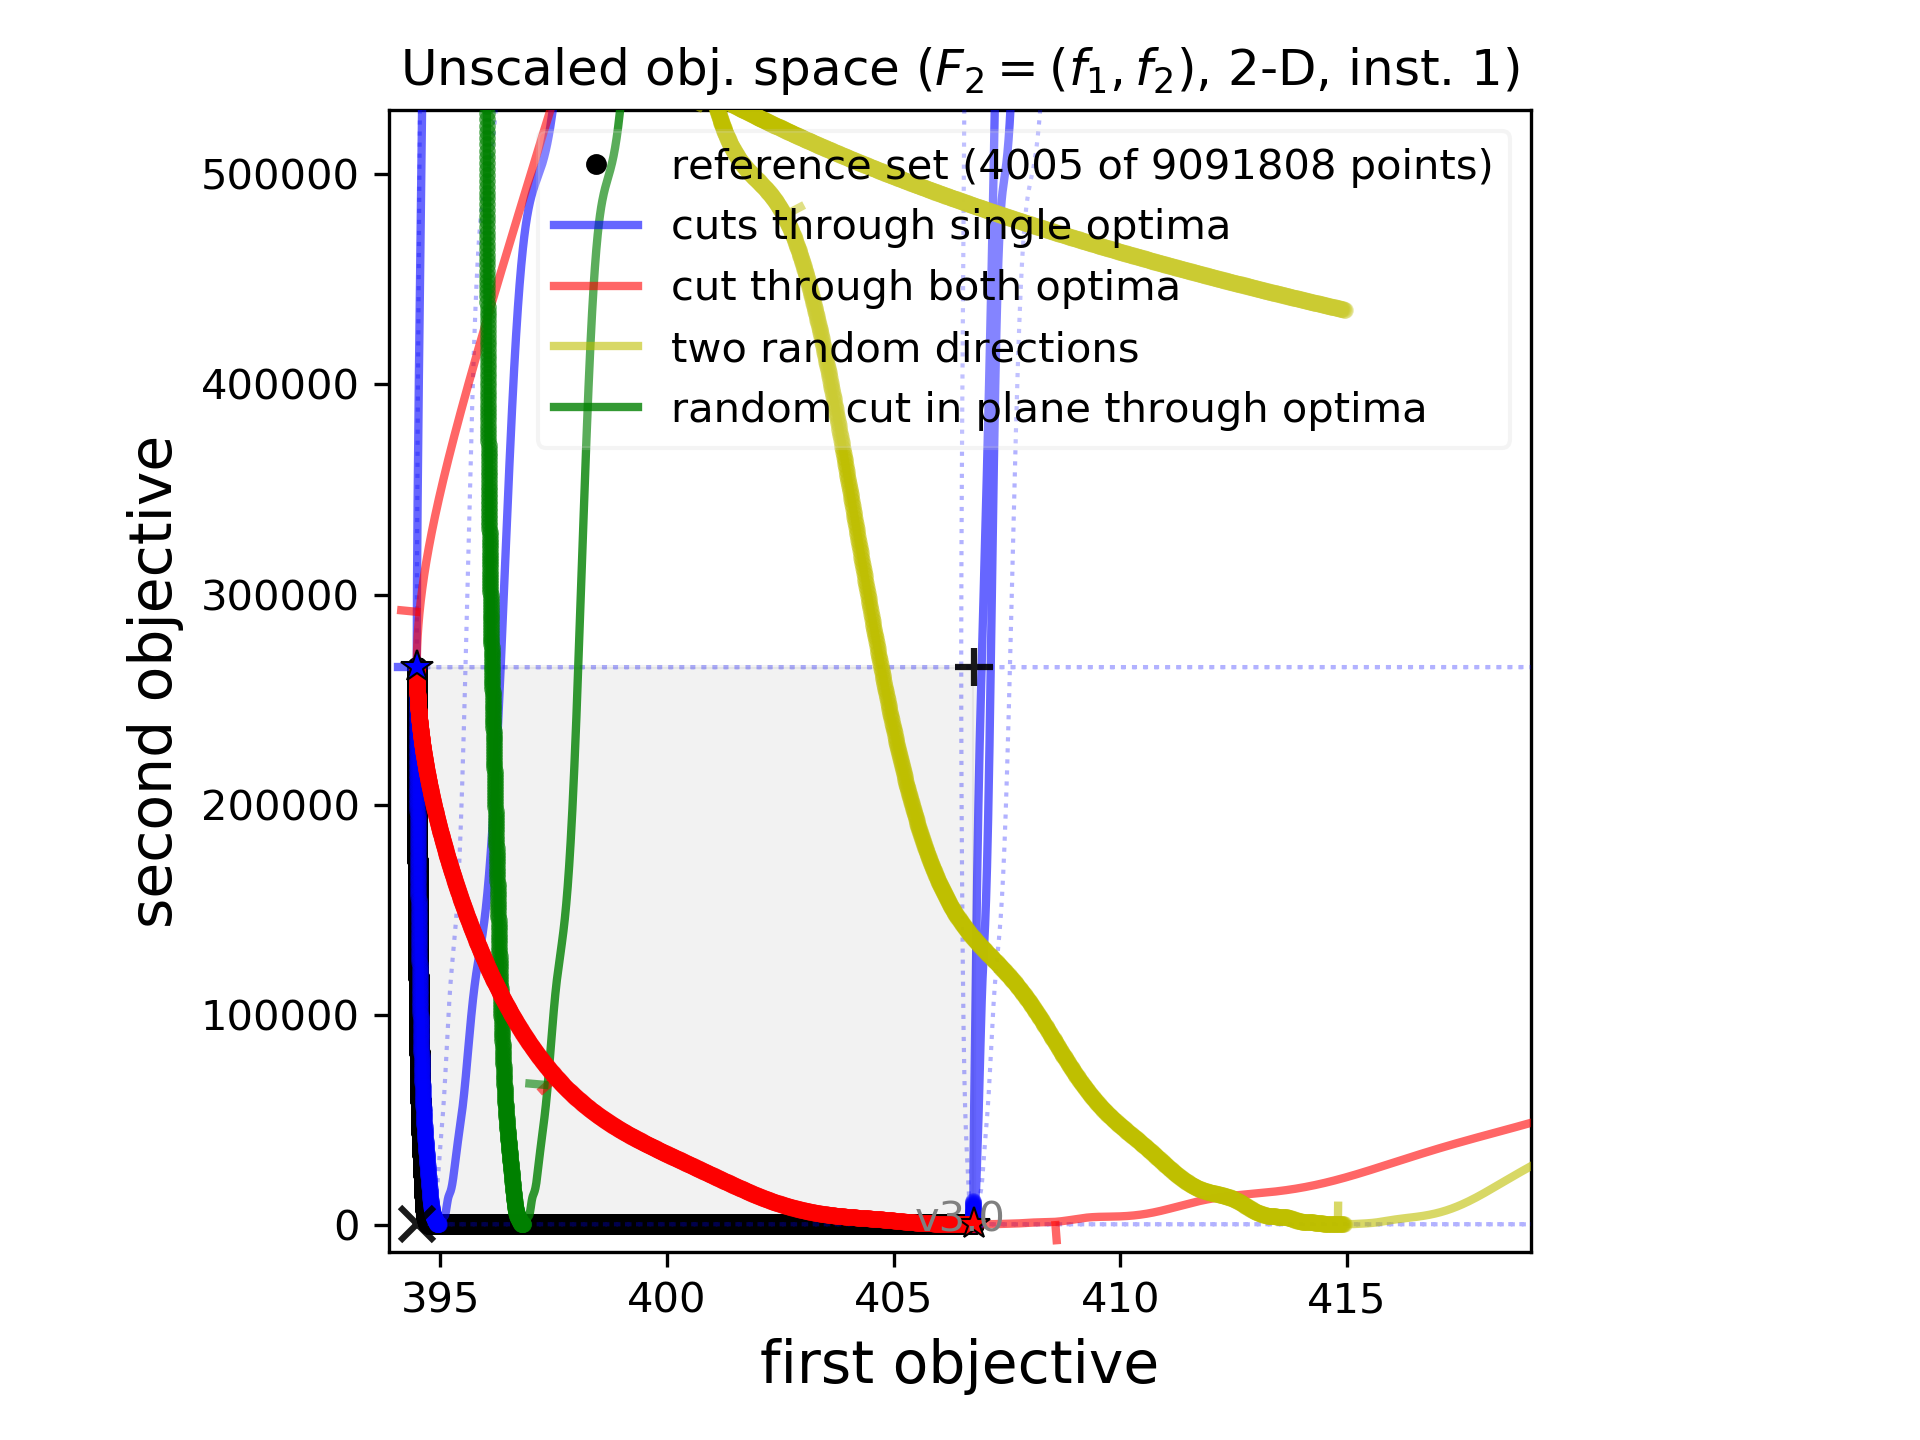 Unscaled obj. space (F₂ = (f₁, f₂), 2-D, inst. 1)
reference set (4005 of 9091808 points)
cuts through single optima
cut through both optima
two random directions
random cut in plane through optima
second objective
500000
400000
300000
200000
100000
0
v3.0
395 400 405 410 415
first objective